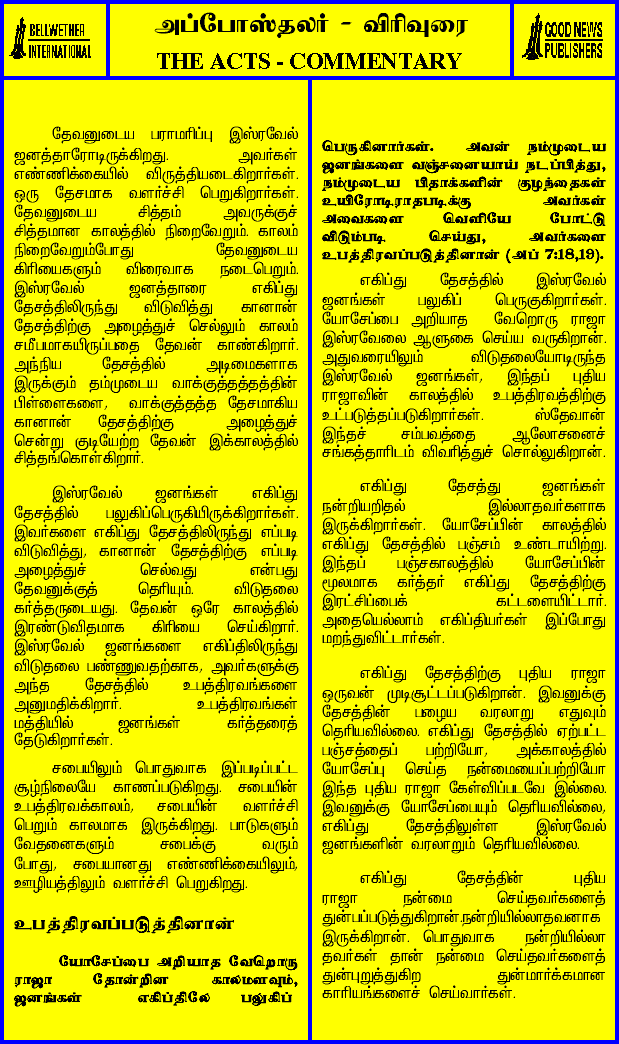 BELLWETHER
INTERNATIONAL
அப்போஸ்தலர் - விரிவுரை
THE ACTS - COMMENTARY
GOOD NEWS
PUBLISHERS
தேவனுடைய பராமரிப்பு இஸ்ரவேல்
ஜனத்தாரோடிருக்கிறது. அவர்கள்
எண்ணிக்கையில் விருத்தியடைகிறார்கள்.
ஒரு தேசமாக வளர்ச்சி பெறுகிறார்கள்.
தேவனுடைய சித்தம் அவருக்குச்
சித்தமான காலத்தில் நிறைவேறும். காலம்
நிறைவேறும்போது தேவனுடைய
கிரியைகளும் விரைவாக நடைபெறும்.
இஸ்ரவேல் ஜனத்தாரை எகிப்து
தேசத்திலிருந்து விடுவித்து கானான்
தேசத்திற்கு அழைத்துச் செல்லும் காலம்
சமீபமாகயிருப்பதை தேவன் காண்கிறார்.
அந்நிய தேசத்தில் அடிமைகளாக
இருக்கும் தம்முடைய வாக்குத்தத்தத்தின்
பிள்ளைகளை, வாக்குத்தத்த தேசமாகிய
கானான் தேசத்திற்கு அழைத்துச்
சென்று குடியேற்ற தேவன் இக்காலத்தில்
சித்தங்கொள்கிறார்.
இஸ்ரவேல் ஜனங்கள் எகிப்து
தேசத்தில் பலுகிப்பெருகியிருக்கிறார்கள்.
இவர்களை எகிப்து தேசத்திலிருந்து எப்படி
விடுவித்து, கானான் தேசத்திற்கு எப்படி
அழைத்துச் செல்வது என்பது
தேவனுக்குத் தெரியும். விடுதலை
கர்த்தருடையது. தேவன் ஒரே காலத்தில்
இரண்டுவிதமாக கிரியை செய்கிறார்.
இஸ்ரவேல் ஜனங்களை எகிப்திலிருந்து
விடுதலை பண்ணுவதற்காக, அவர்களுக்கு
அந்த தேசத்தில் உபத்திரவங்களை
அனுமதிக்கிறார். உபத்திரவங்கள்
மத்தியில் ஜனங்கள் கர்த்தரைத்
தேடுகிறார்கள்.
சபையிலும் பொதுவாக இப்படிப்பட்ட
சூழ்நிலையே காணப்படுகிறது. சபையின்
உபத்திரவக்காலம், சபையின் வளர்ச்சி
பெறும் காலமாக இருக்கிறது. பாடுகளும்
வேதனைகளும் சபைக்கு வரும்
போது, சபையானது எண்ணிக்கையிலும்,
ஊழியத்திலும் வளர்ச்சி பெறுகிறது.
உபத்திரவப்படுத்தினான்
யோசேப்பை அறியாத வேறொரு
ராஜா தோன்றின காலமளவும்,
ஜனங்கள் எகிப்திலே பலுகிப்
பெருகினார்கள். அவன் நம்முடைய
ஜனங்களை வஞ்சனையாய் நடப்பித்து,
நம்முடைய பிதாக்களின் குழந்தைகள்
உயிரோடிராதபடிக்கு அவர்கள்
அவைகளை வெளியே போட்டு
விடும்படி செய்து, அவர்களை
உபத்திரவப்படுத்தினான் (அப் 7:18,19).
எகிப்து தேசத்தில் இஸ்ரவேல்
ஜனங்கள் பலுகிப் பெருகுகிறார்கள்.
யோசேப்பை அறியாத வேறொரு ராஜா
இஸ்ரவேலை ஆளுகை செய்ய வருகிறான்.
அதுவரையிலும் விடுதலையோடிருந்த
இஸ்ரவேல் ஜனங்கள், இந்தப் புதிய
ராஜாவின் காலத்தில் உபத்திரவத்திற்கு
உட்படுத்தப்படுகிறார்கள். ஸ்தேவான்
இந்தச் சம்பவத்தை ஆலோசனைச்
சங்கத்தாரிடம் விவரித்துச் சொல்லுகிறான்.
எகிப்து தேசத்து ஜனங்கள்
நன்றியறிதல் இல்லாதவர்களாக
இருக்கிறார்கள். யோசேப்பின் காலத்தில்
எகிப்து தேசத்தில் பஞ்சம் உண்டாயிற்று.
இந்தப் பஞ்சகாலத்தில் யோசேப்பின்
மூலமாக கர்த்தர் எகிப்து தேசத்திற்கு
இரட்சிப்பைக் கட்டளையிட்டார்.
அதையெல்லாம் எகிப்தியர்கள் இப்போது
மறந்துவிட்டார்கள்.
எகிப்து தேசத்திற்கு புதிய ராஜா
ஒருவன் முடிசூட்டப்படுகிறான். இவனுக்கு
தேசத்தின் பழைய வரலாறு எதுவும்
தெரியவில்லை. எகிப்து தேசத்தில் ஏற்பட்ட
பஞ்சத்தைப் பற்றியோ, அக்காலத்தில்
யோசேப்பு செய்த நன்மையைப்பற்றியோ
இந்த புதிய ராஜா கேள்விப்படவே இல்லை.
இவனுக்கு யோசேப்பையும் தெரியவில்லை,
எகிப்து தேசத்திலுள்ள இஸ்ரவேல்
ஜனங்களின் வரலாறும் தெரியவில்லை.
எகிப்து தேசத்தின் புதிய
ராஜா நன்மை செய்தவர்களைத்
துன்பப்படுத்துகிறான்.நன்றியில்லாதவனாக
இருக்கிறான். பொதுவாக நன்றியில்லா
தவர்கள் தான் நன்மை செய்தவர்களைத்
துன்புறுத்துகிற துன்மார்க்கமான
காரியங்களைச் செய்வார்கள்.